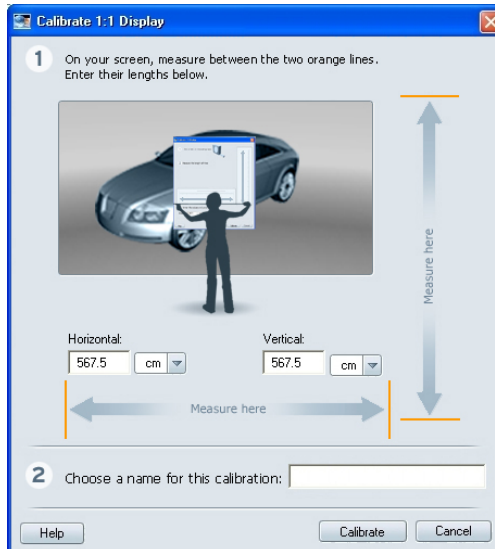 Calibrate 1:1 Display
1 On your screen, measure between the two orange lines.
Enter their lengths below.
Measure here
Horizontal: Vertical:
567.5 cm 567.5 cm
Measure here
2 Choose a name for this calibration:
Help Calibrate Cancel